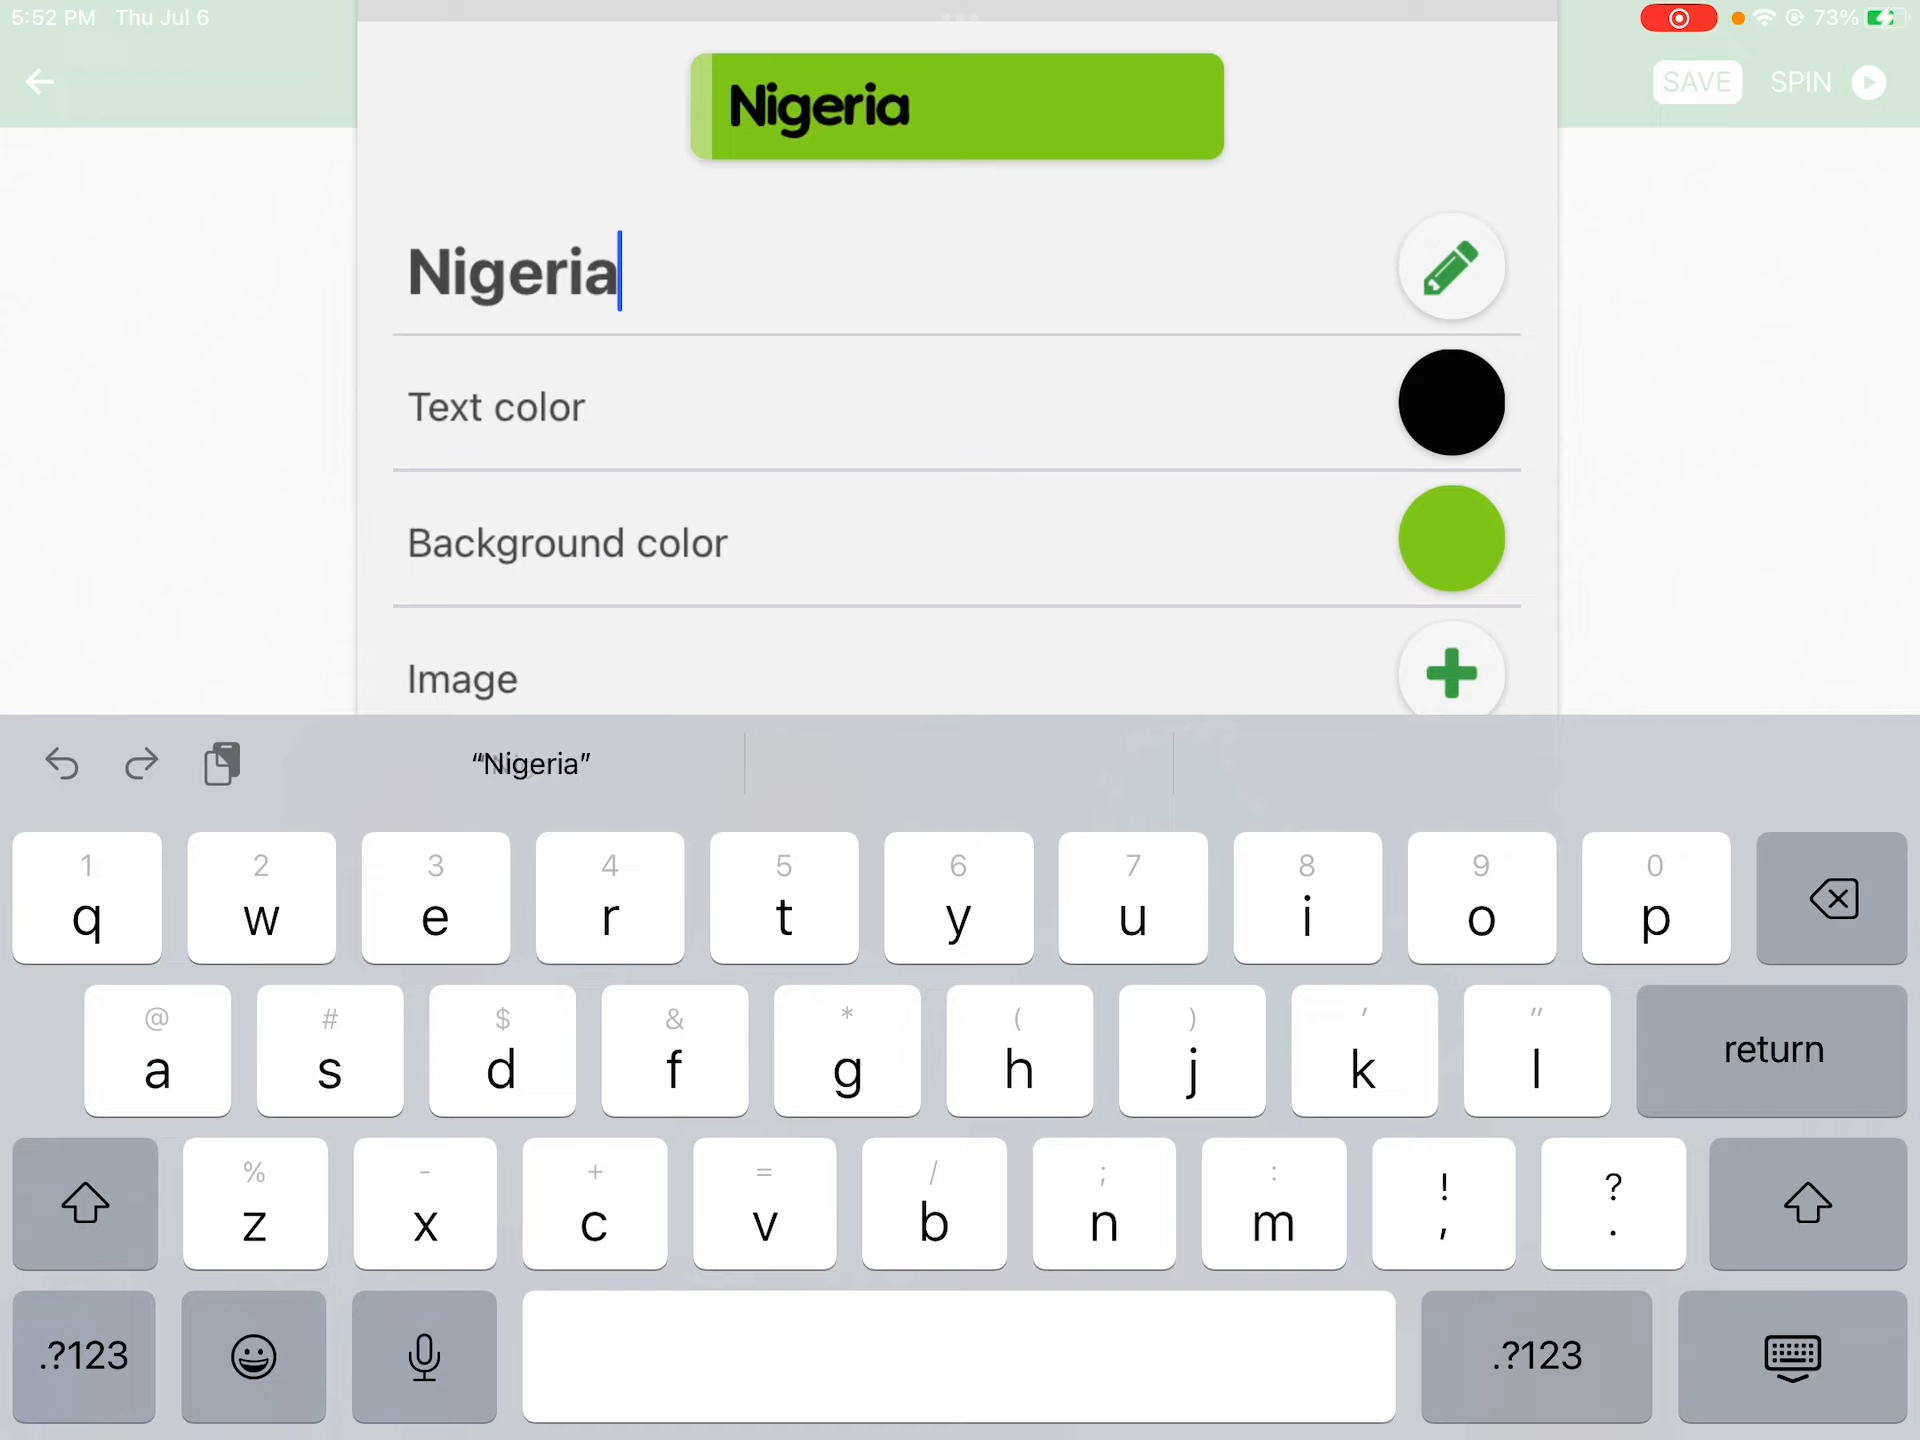 5:52 PM Thu Jul 6
73%
SAVE SPIN
Nigeria
Nigeria
Text color
Background color
Image
“Nigeria”
1 2 3 4 5 6 7 8 9 0
q w e r t y u i o p
@ # $ & * ( ) ′ ″
a s d f g h j k l return
% - + = / ; : ! ?
z x c v b n m , .
.?123 .?123